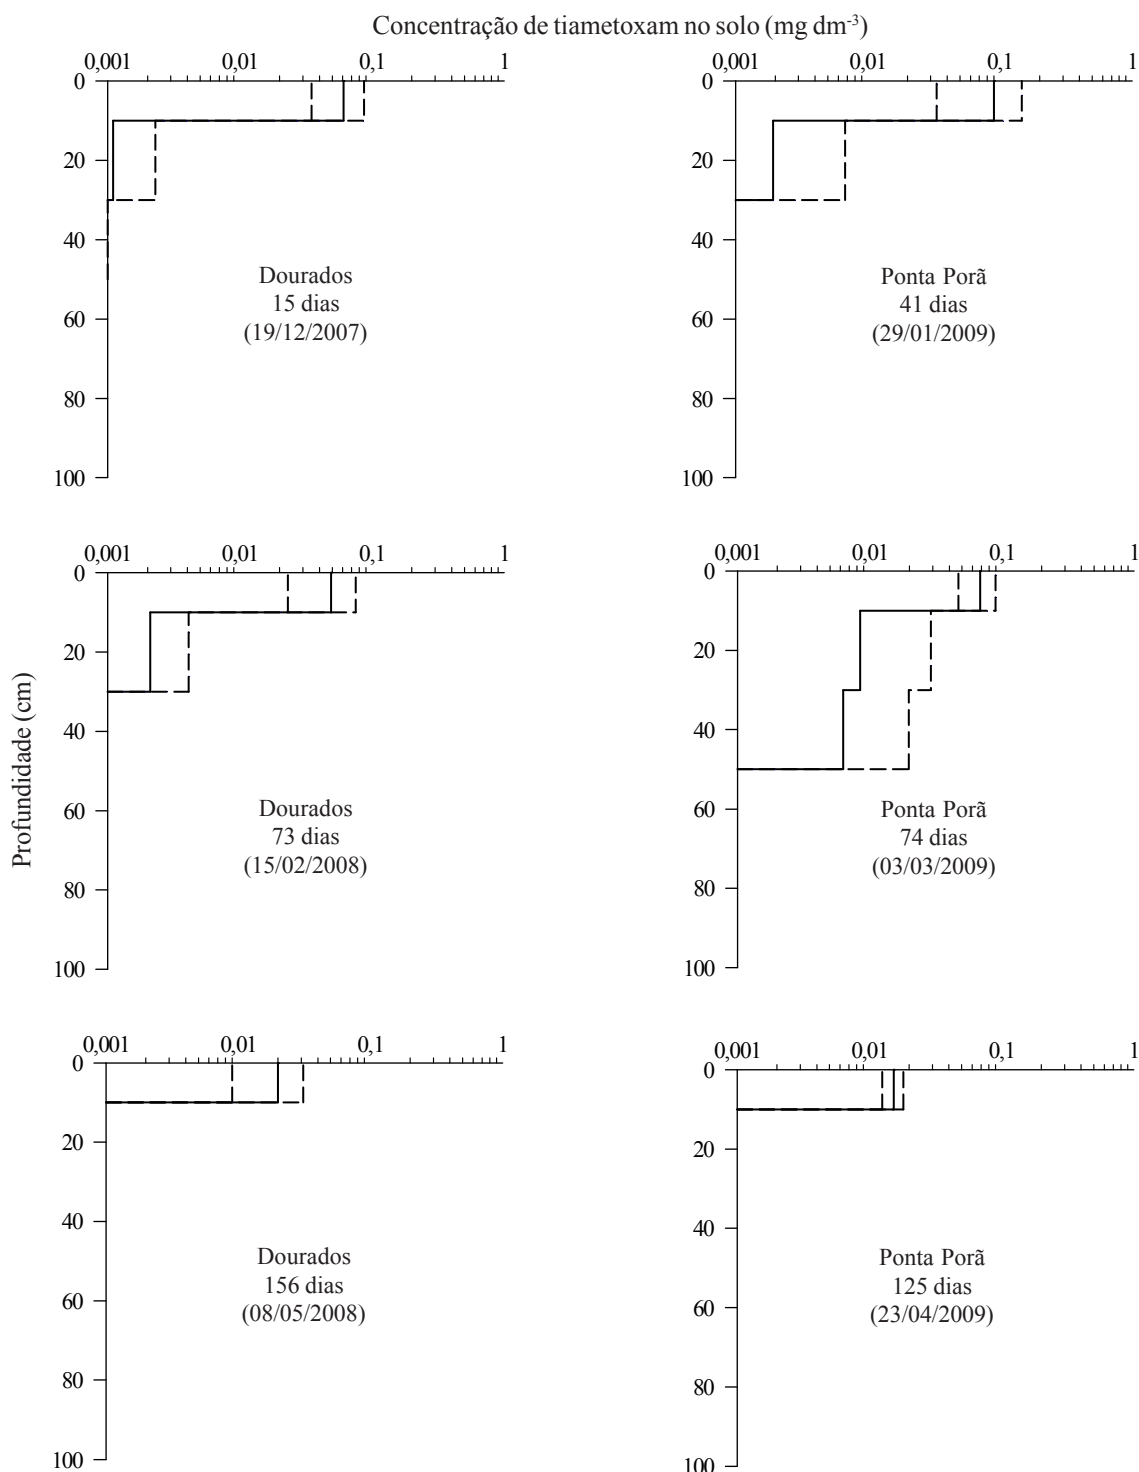 Concentração de tiametoxam no solo (mg dm-3)
0,001 0,01 0,1 1
0
20
40
60
80
100
Dourados
15 dias
(19/12/2007)
0,001 0,01 0,1 1
0
20
40
60
80
100
Ponta Porã
41 dias
(29/01/2009)
Profundidade (cm)
0,001 0,01 0,1 1
0
20
40
60
80
100
Dourados
73 dias
(15/02/2008)
0,001 0,01 0,1 1
0
20
40
60
80
100
Ponta Porã
74 dias
(03/03/2009)
0,001 0,01 0,1 1
0
20
40
60
80
100
Dourados
156 dias
(08/05/2008)
0,001 0,01 0,1 1
0
20
40
60
80
100
Ponta Porã
125 dias
(23/04/2009)